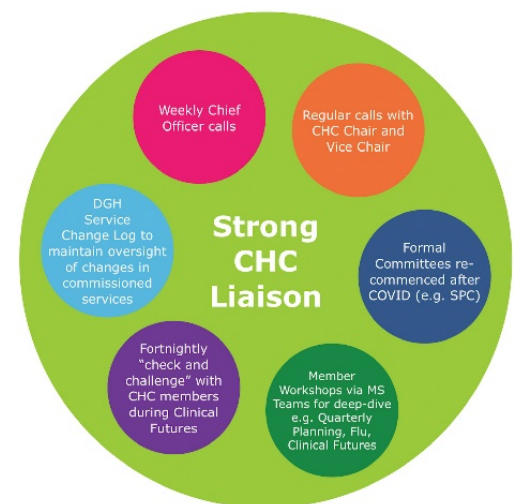 Weekly Chief
Officer calls
Regular calls with
CHC Chair and
Vice Chair
DGH
Service
Change Log to
maintain oversight
of changes in
commissioned
services
Strong
CHC
Liaison
Formal
Committees re-
commenced after
COVID (e.g. SPC)
Fortnightly
“check and
challenge” with
CHC members
during Clinical
Futures
Member
Workshops via MS
Teams for deep-dive
e.g. Quarterly
Planning, Flu,
Clinical Futures